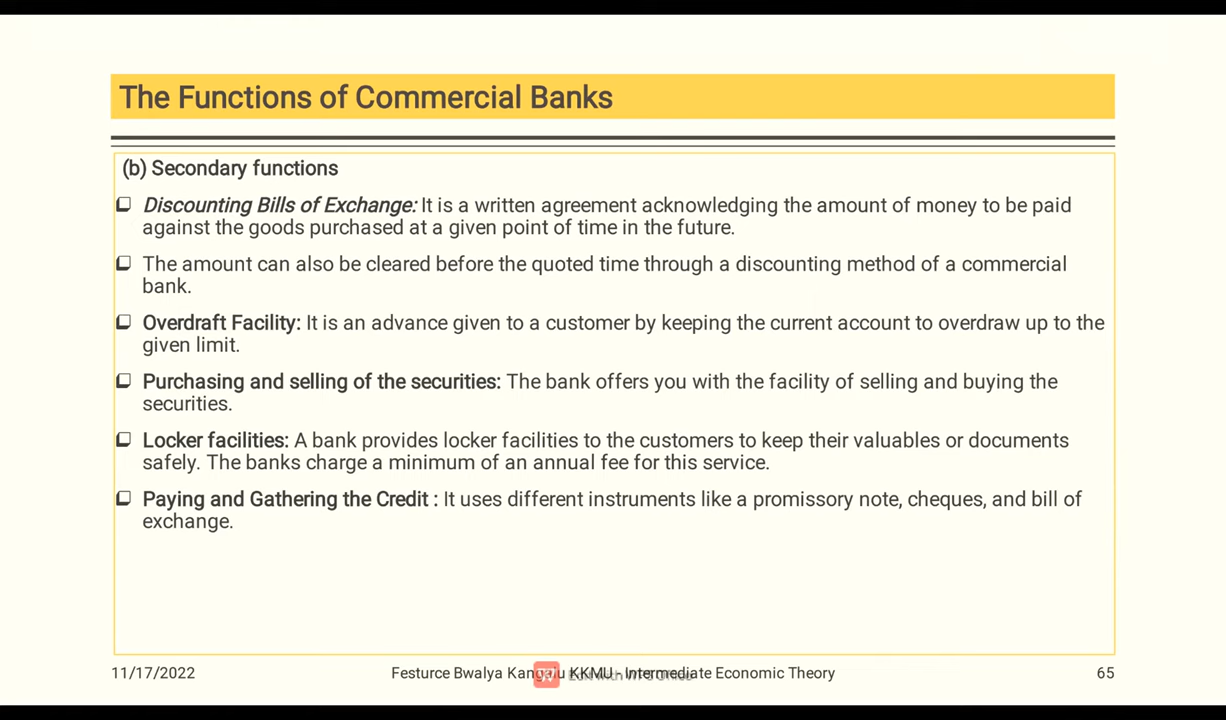 The Functions of Commercial Banks
(b) Secondary functions
Discounting Bills of Exchange: It is a written agreement acknowledging the amount of money to be paid
against the goods purchased at a given point of time in the future.
The amount can also be cleared before the quoted time through a discounting method of a commercial
bank.
Overdraft Facility: It is an advance given to a customer by keeping the current account to overdraw up to the
given limit.
Purchasing and selling of the securities: The bank offers you with the facility of selling and buying the
securities.
Locker facilities: A bank provides locker facilities to the customers to keep their valuables or documents
safely. The banks charge a minimum of an annual fee for this service.
Paying and Gathering the Credit : It uses different instruments like a promissory note, cheques, and bill of
exchange.
11/17/2022
Festurce Bwalya KKMU - Intermediate Economic Theory
65